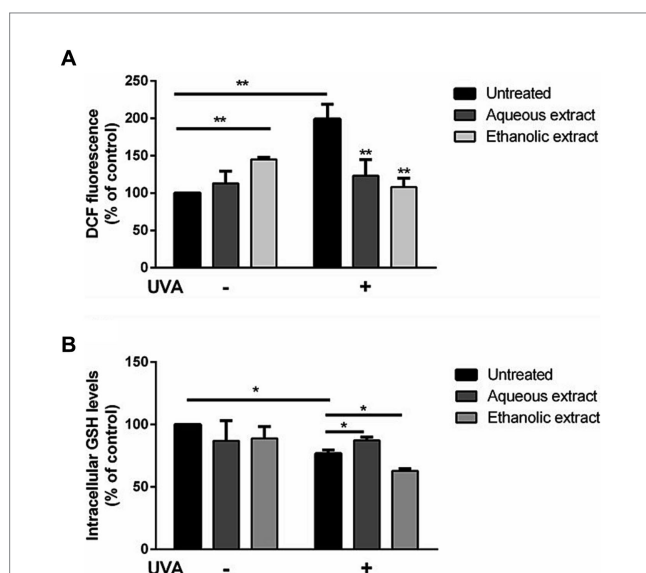 A
DCF fluorescence
(% of control)
250
200
150
100
50
0
**
**
**
**
Untreated
Aqueous extract
Ethanolic extract
UVA - +
B
Intracellular GSH levels
(% of control)
150
100
50
0
*
*
*
Untreated
Aqueous extract
Ethanolic extract
UVA - +